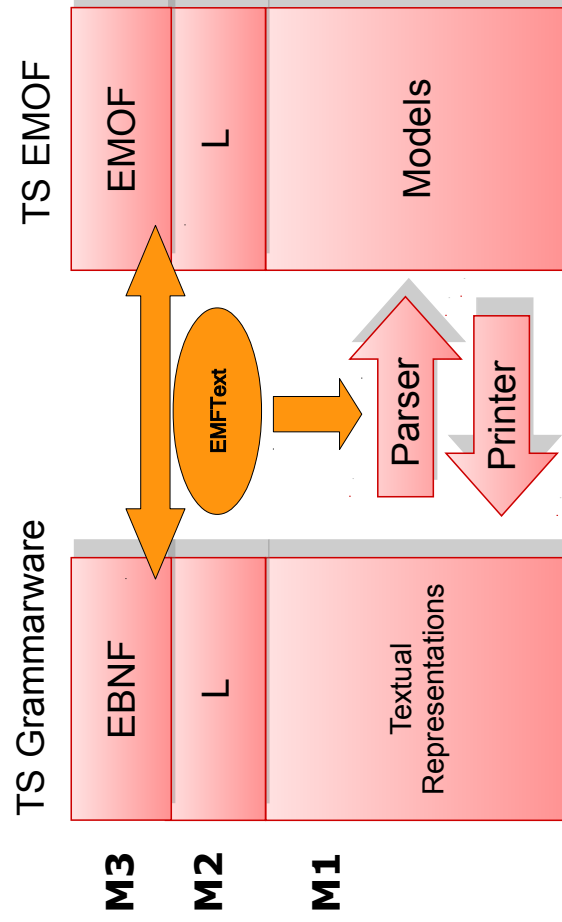 TS Grammarware
TS EMOF
M3
EBNF
EMOF
M2
L
EMFText
L
M1
Textual
Representations
Parser
Printer
Models